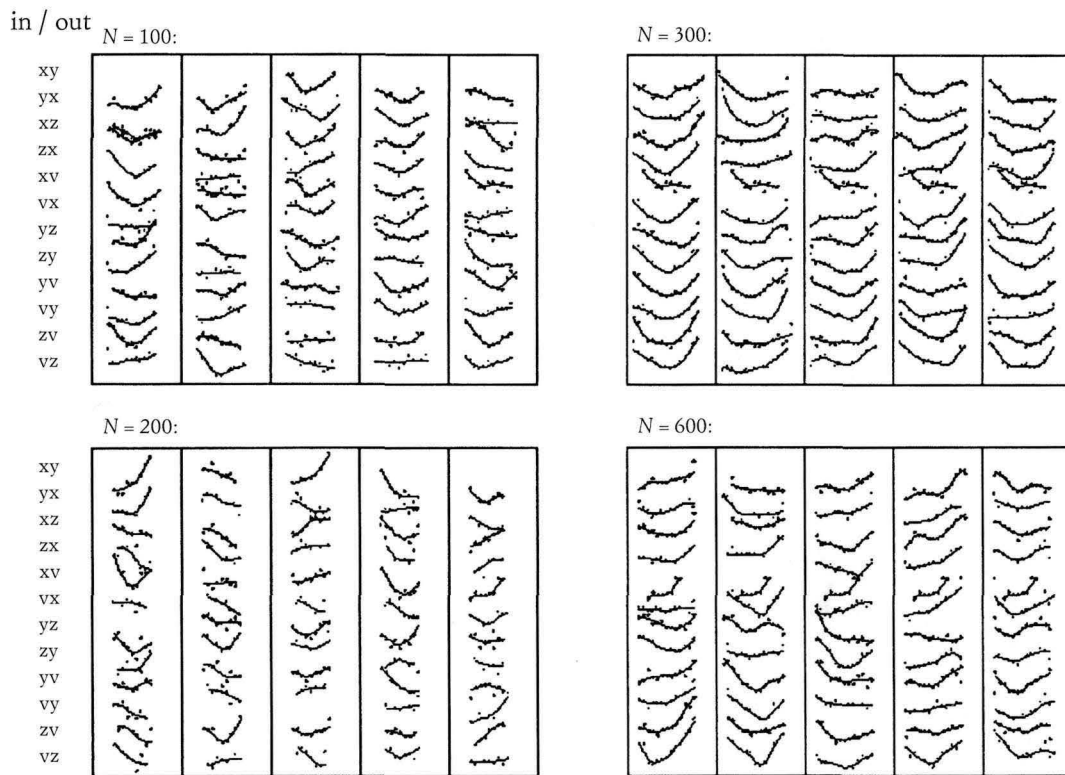 in / out
N = 100:
N = 300:
xy
yx
xz
zx
xv
vx
yz
zy
yv
vy
zv
vz
N = 200:
N = 600:
xy
yx
xz
zx
xv
vx
yz
zy
yv
vy
zv
vz